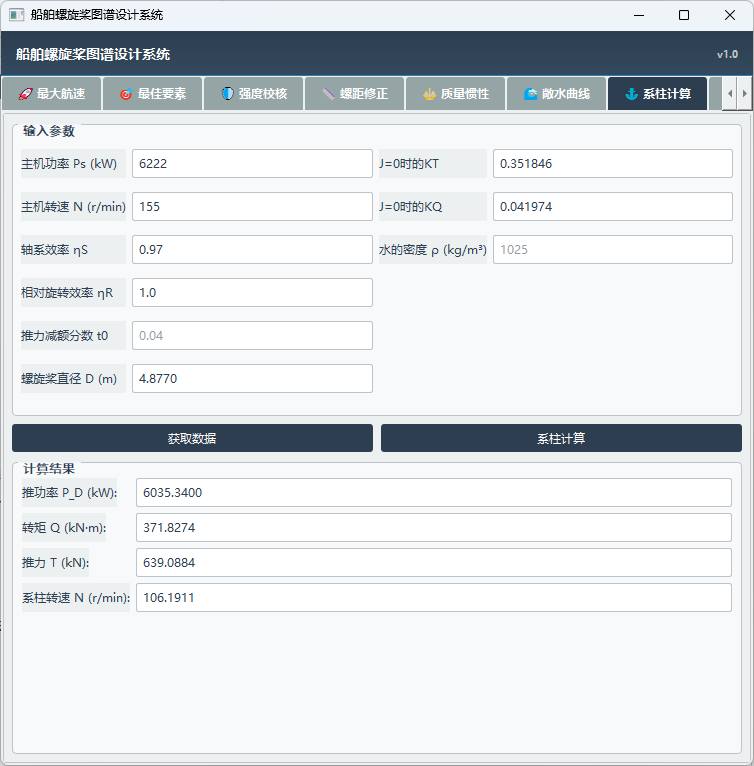 船舶螺旋桨图谱设计系统
船舶螺旋桨图谱设计系统 v1.0
最大航速 最佳要素 强度校核 螺距修正 质量惯性 敞水曲线 系柱计算
输入参数
主机功率 Ps (kW) 6222 J=0时的KT 0.351846
主机转速 N (r/min) 155 J=0时的KQ 0.041974
轴系效率 ηS 0.97 水的密度 ρ (kg/m³) 1025
相对旋转效率 ηR 1.0
推力减额分数 t0 0.04
螺旋桨直径 D (m) 4.8770
获取数据 系柱计算
计算结果
推功率 P_D (kW): 6035.3400
转矩 Q (kN·m): 371.8274
推力 T (kN): 639.0884
系柱转速 N (r/min): 106.1911